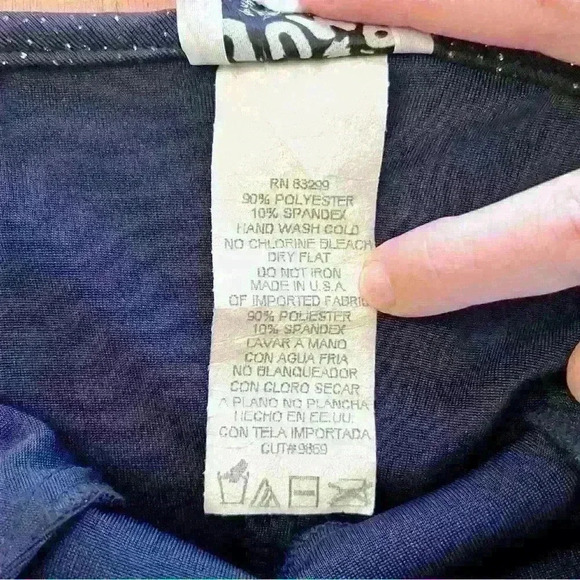 RN 83299
90% POLYESTER
10% SPANDEX
HAND WASH COLD
NO CHLORINE BLEACH
DRY FLAT
DO NOT IRON
MADE IN U.S.A.
OF IMPORTED FABRIC
90% POLIESTER
10% SPANDEX
LAVAR A MANO
CON AGUA FRIA
NO BLANQUEADOR
CON CLORO SECAR
A PLANO NO PLANCHA
HECHO EN EE.UU.
CON TELA IMPORTADA
CUT# 9869